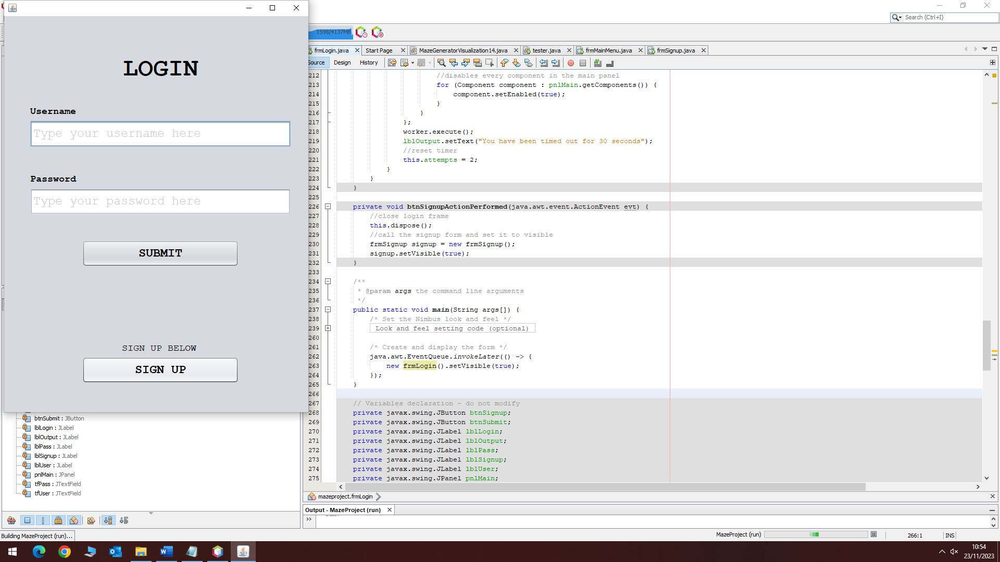 Search (Ctrl+I)
1598/4137MB
frmLogin.java
Start Page
MazeGeneratorVisualization14.java
tester.java
frmMainMenu.java
frmSignup.java
Source
Design
History
LOGIN
Username
Type your username here
Password
Type your password here
SUBMIT
SIGN UP BELOW
SIGN UP
212 //disables every component in the main panel
213 for (Component component : pnlMain.getComponents()) {
214 component.setEnabled(true);
215 }
216 }
217 };
218 worker.execute();
219 lblOutput.setText("You have been timed out for 30 seconds");
220 //reset timer
221 this.attempts = 2;
222 }
223 }
224 }
225
226 private void btnSignupActionPerformed(java.awt.event.ActionEvent evt) {
227 //close login frame
228 this.dispose();
229 //call the signup form and set it to visible
230 frmSignup signup = new frmSignup();
231 signup.setVisible(true);
232 }
233
234 /**
235 * @param args the command line arguments
236 */
237 public static void main(String args[]) {
238 /* Set the Nimbus look and feel */
239 Look and feel setting code (optional)
260
261 /* Create and display the form */
262 java.awt.EventQueue.invokeLater(() -> {
263 new frmLogin().setVisible(true);
264 });
265 }
266
267 // Variables declaration - do not modify
268 private javax.swing.JButton btnSignup;
269 private javax.swing.JButton btnSubmit;
270 private javax.swing.JLabel lblLogin;
271 private javax.swing.JLabel lblOutput;
272 private javax.swing.JLabel lblPass;
273 private javax.swing.JLabel lblSignup;
274 private javax.swing.JLabel lblUser;
275 private javax.swing.JPanel pnlMain;
btnSubmit : JButton
lblLogin : JLabel
lblOutput : JLabel
lblPass : JLabel
lblSignup : JLabel
lblUser : JLabel
pnlMain : JPanel
tfPass : JTextField
tfUser : JTextField
mazeproject.frmLogin
Output - MazeProject (run)
Building MazeProject (run)...
MazeProject (run)
266:1
INS
10:54
23/11/2023